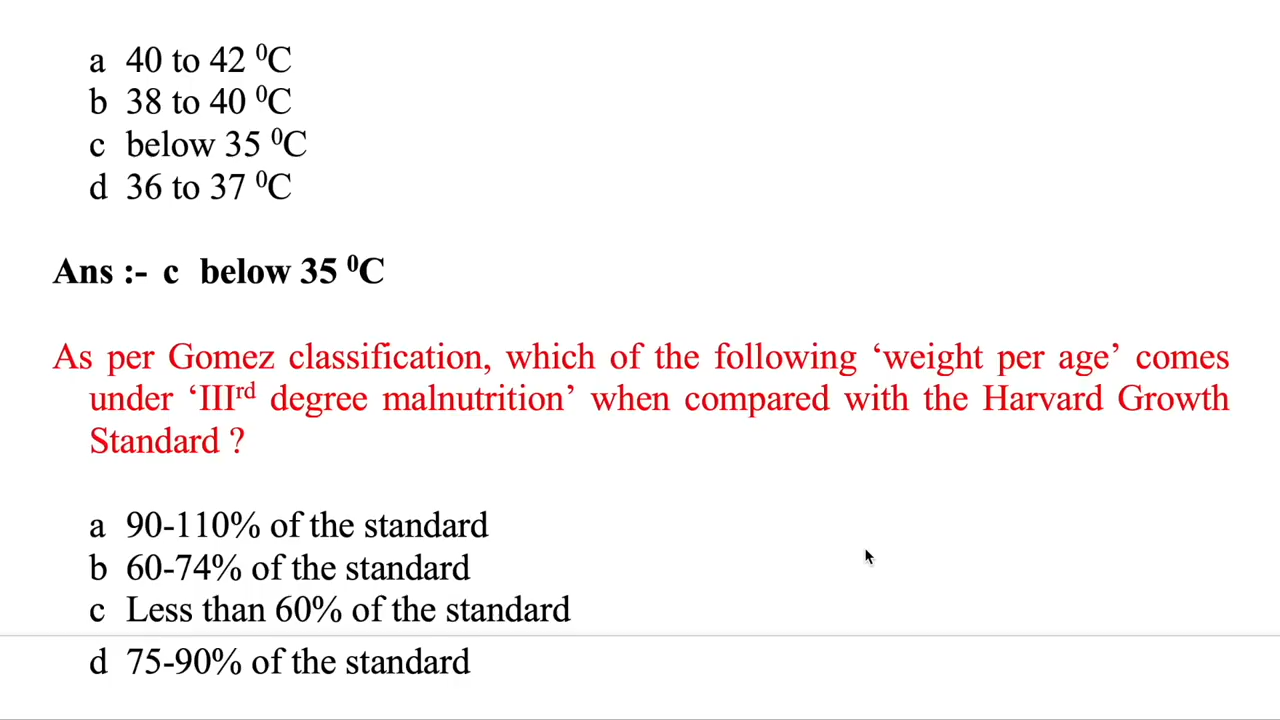 a 40 to 42 ⁰C
b 38 to 40 ⁰C
c below 35 ⁰C
d 36 to 37 ⁰C
Ans :- c below 35 ⁰C
As per Gomez classification, which of the following ‘weight per age’ comes
under ‘IIIrd degree malnutrition’ when compared with the Harvard Growth
Standard ?
a 90-110% of the standard
b 60-74% of the standard
c Less than 60% of the standard
d 75-90% of the standard